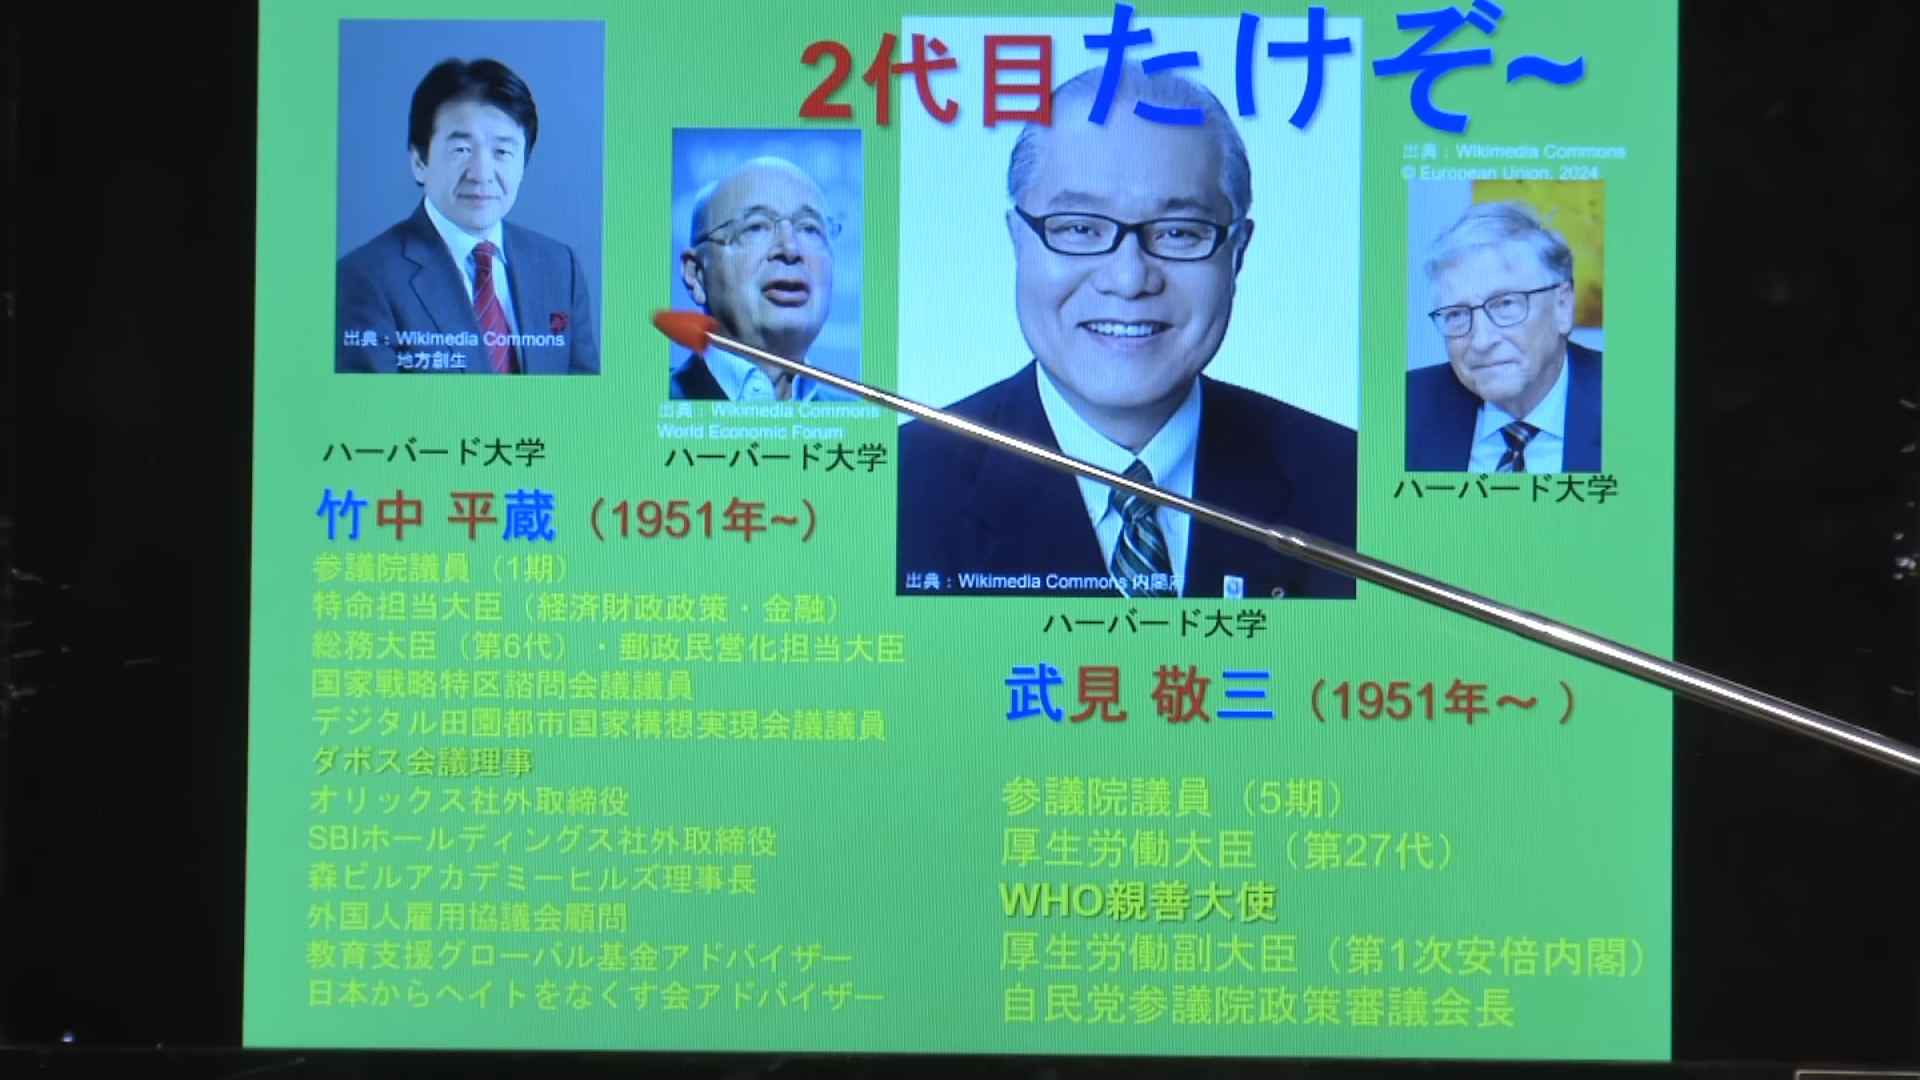 2代目たけぞ~
出典：Wikimedia Commons
© European Union, 2024
出典：Wikimedia Commons
地方創生
出典：Wikimedia Commons
World Economic Forum
ハーバード大学
ハーバード大学
ハーバード大学
竹中 平蔵（1951年~）
参議院議員（1期）
特命担当大臣（経済財政政策・金融）
総務大臣（第6代）・郵政民営化担当大臣
国家戦略特区諮問会議議員
デジタル田園都市国家構想実現会議議員
ダボス会議理事
オリックス社外取締役
SBIホールディングス社外取締役
森ビルアカデミーヒルズ理事長
外国人雇用協議会顧問
教育支援グローバル基金アドバイザー
日本からヘイトをなくす会アドバイザー
出典：Wikimedia Commons 内閣府
ハーバード大学
武見 敬三（1951年～ ）
参議院議員（5期）
厚生労働大臣（第27代）
WHO親善大使
厚生労働副大臣（第1次安倍内閣）
自民党参議院政策審議会長